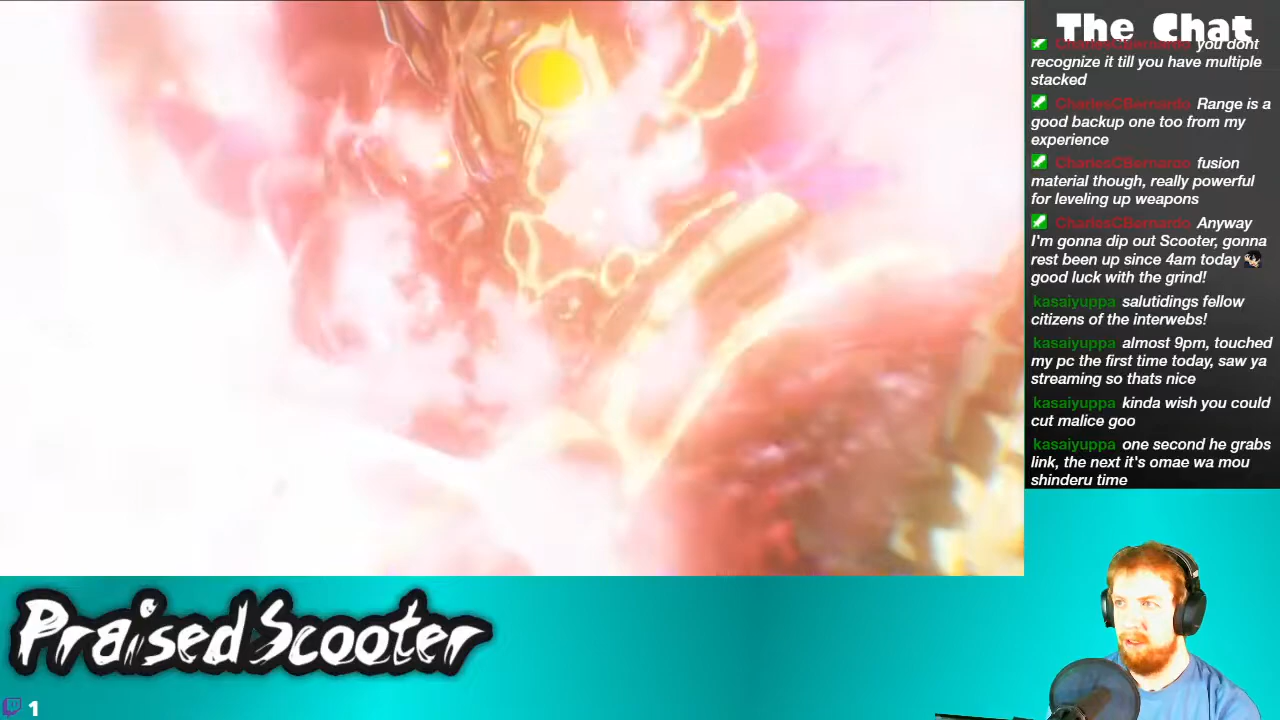 The Chat
CharlesCBernardo you dont
recognize it till you have multiple
stacked
CharlesCBernardo Range is a
good backup one too from my
experience
CharlesCBernardo fusion
material though, really powerful
for leveling up weapons
CharlesCBernardo Anyway
I'm gonna dip out Scooter, gonna
rest been up since 4am today
good luck with the grind!
kasaiyuppa salutidings fellow
citizens of the interwebs!
kasaiyuppa almost 9pm, touched
my pc the first time today, saw ya
streaming so thats nice
kasaiyuppa kinda wish you could
cut malice goo
kasaiyuppa one second he grabs
link, the next it's omae wa mou
shinderu time
PraisedScooter
1